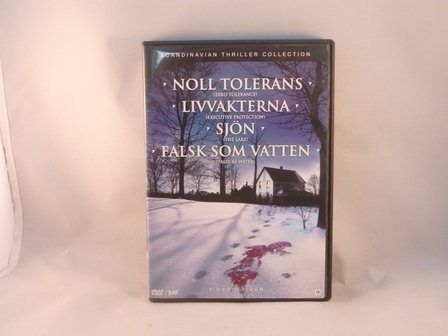 SCANDINAVIAN THRILLER COLLECTION
NOLL TOLERANS
(ZERO TOLERANCE)
LIVVAKTERNA
(EXECUTIVE PROTECTION)
SJÖN
(THE LAKE)
FALSK SOM VATTEN
(FALSE AS WATER)
DVD